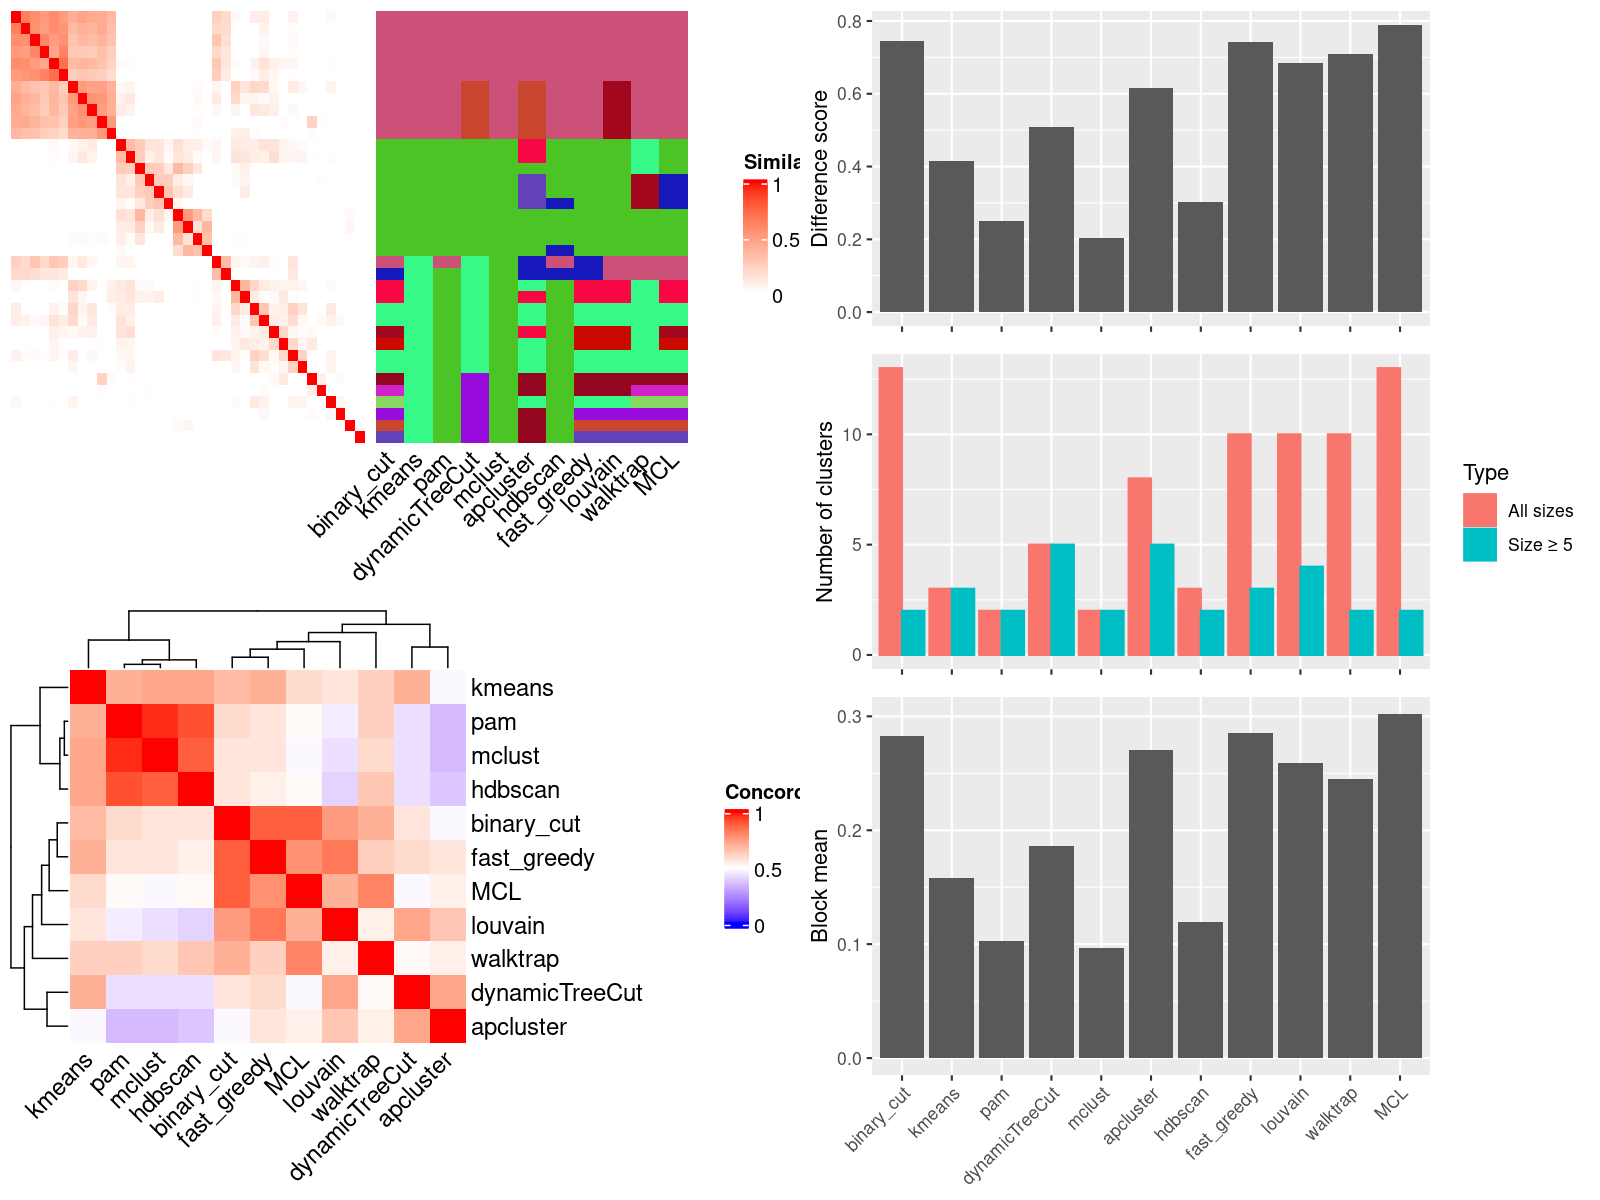 Simila
1
0.5
0
binary_cut
kmeans
pam
dynamicTreeCut
mclust
apcluster
hdbscan
fast_greedy
louvain
walktrap
MCL
kmeans
pam
mclust
hdbscan
binary_cut
fast_greedy
MCL
louvain
walktrap
dynamicTreeCut
apcluster
Concord
1
0.5
0
kmeans
pam
mclust
hdbscan
binary_cut
fast_greedy
MCL
louvain
walktrap
dynamicTreeCut
apcluster
Difference score
0.8
0.6
0.4
0.2
0.0
Number of clusters
10
5
0
Type
All sizes
Size ≥ 5
Block mean
0.3
0.2
0.1
0.0
binary_cut
kmeans
pam
dynamicTreeCut
mclust
apcluster
hdbscan
fast_greedy
louvain
walktrap
MCL